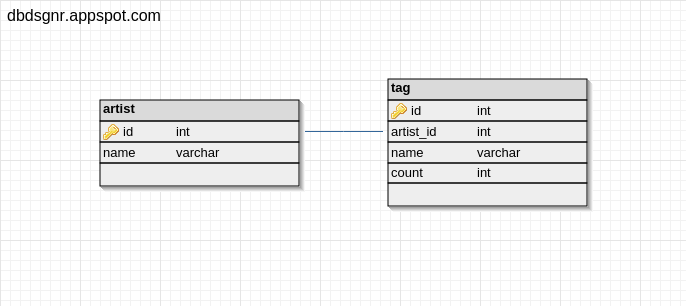 dbdsgnr.appspot.com
artist
id int
name varchar
tag
id int
artist_id int
name varchar
count int